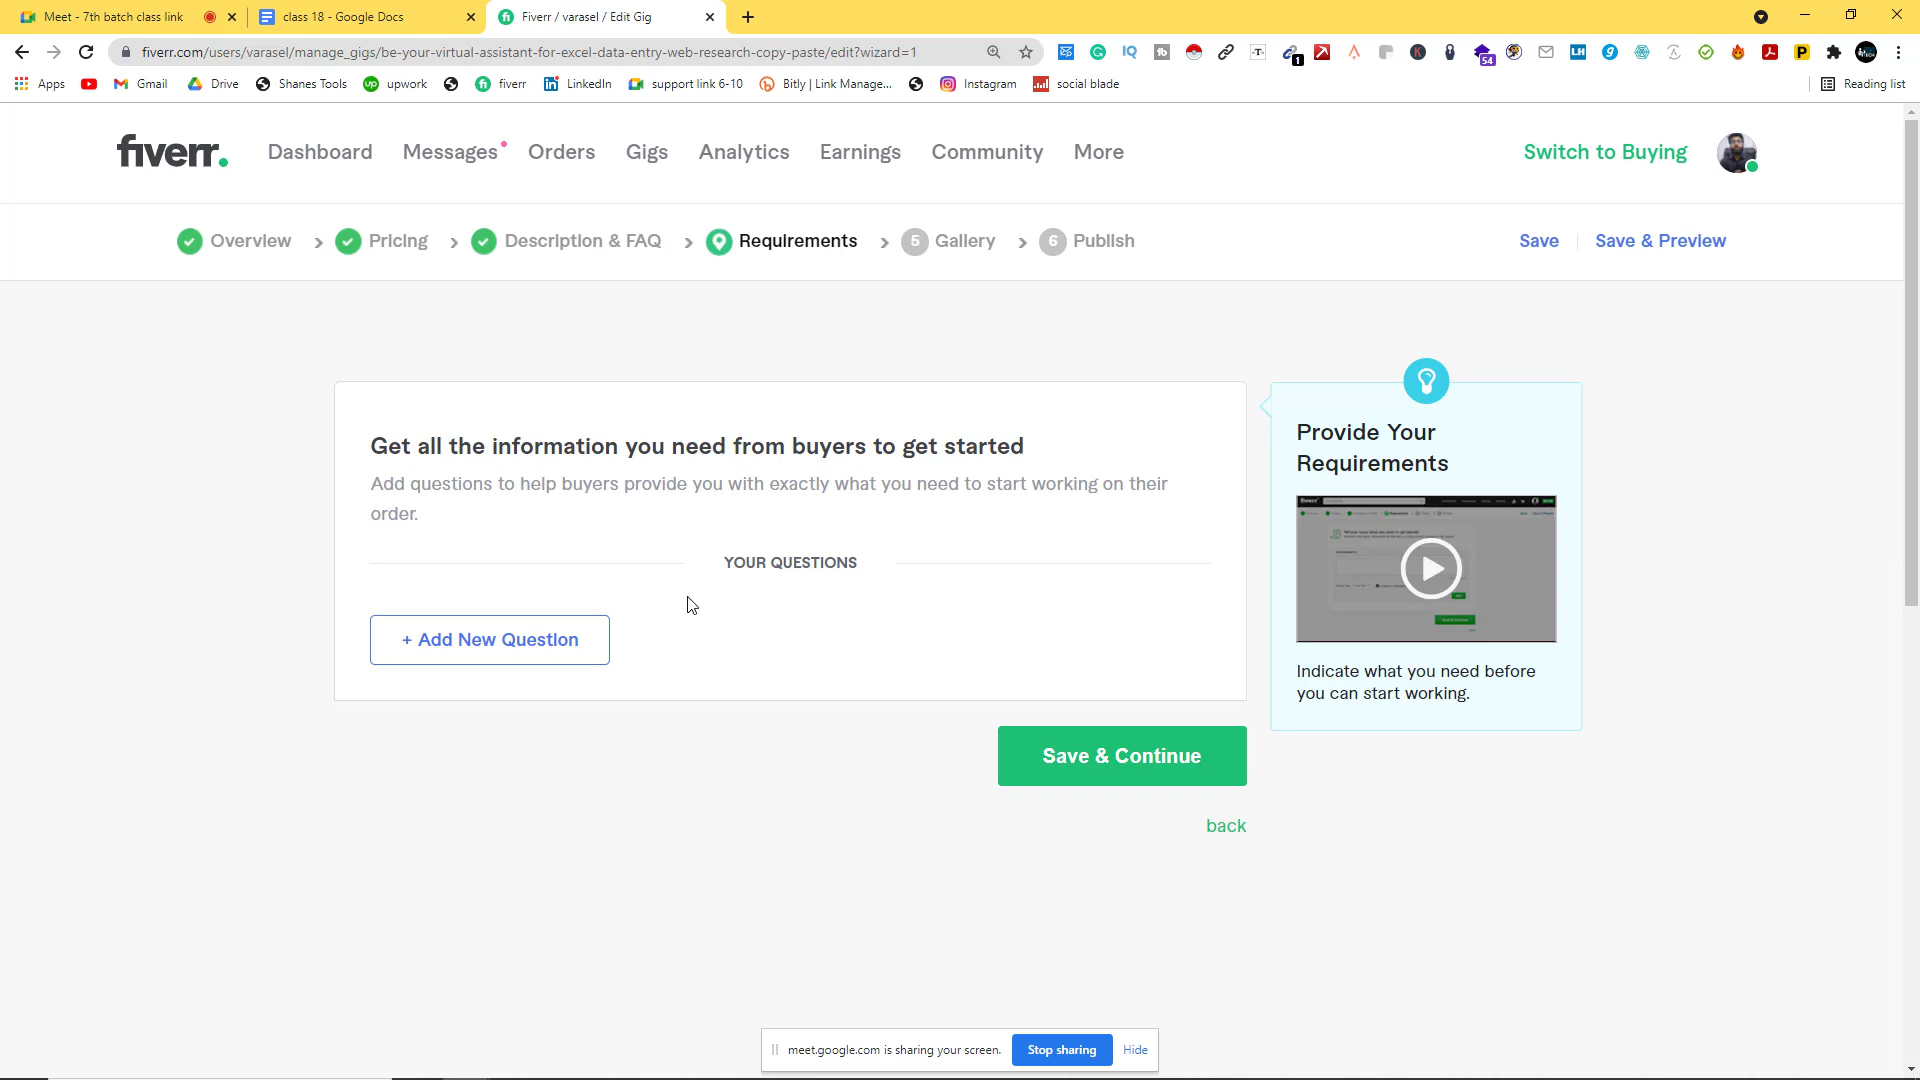 Meet - 7th batch class link
class 18 - Google Docs
Fiverr / varasel / Edit Gig
fiverr.com/users/varasel/manage_gigs/be-your-virtual-assistant-for-excel-data-entry-web-research-copy-paste/edit?wizard=1
Apps
Gmail
Drive
Shanes Tools
upwork
fiverr
LinkedIn
support link 6-10
Bitly | Link Manage...
Instagram
social blade
Reading list
fiverr.
Dashboard
Messages
Orders
Gigs
Analytics
Earnings
Community
More
Switch to Buying
Overview
Pricing
Description & FAQ
Requirements
5 Gallery
6 Publish
Save
Save & Preview
Get all the information you need from buyers to get started
Add questions to help buyers provide you with exactly what you need to start working on their
order.
YOUR QUESTIONS
+ Add New Question
Provide Your
Requirements
Indicate what you need before
you can start working.
Save & Continue
back
meet.google.com is sharing your screen.
Stop sharing
Hide